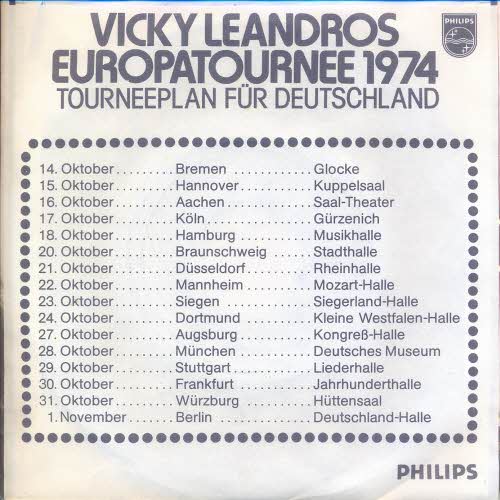 VICKY LEANDROS
EUROPATOURNEE 1974
TOURNEEPLAN FÜR DEUTSCHLAND
PHILIPS
14. Oktober......... Bremen ............ Glocke
15. Oktober......... Hannover........... Kuppelsaal
16. Oktober......... Aachen ............ Saal-Theater
17. Oktober......... Köln .............. Gürzenich
18. Oktober......... Hamburg ........... Musikhalle
20. Oktober......... Braunschweig ...... Stadthalle
21. Oktober......... Düsseldorf......... Rheinhalle
22. Oktober......... Mannheim .......... Mozart-Halle
23. Oktober......... Siegen ............ Siegerland-Halle
24. Oktober......... Dortmund .......... Kleine Westfalen-Halle
27. Oktober......... Augsburg .......... Kongreß-Halle
28. Oktober......... München ........... Deutsches Museum
29. Oktober......... Stuttgart ......... Liederhalle
30. Oktober......... Frankfurt ......... Jahrhunderthalle
31. Oktober......... Würzburg .......... Hüttensaal
1. November ....... Berlin ............ Deutschland-Halle
PHILIPS